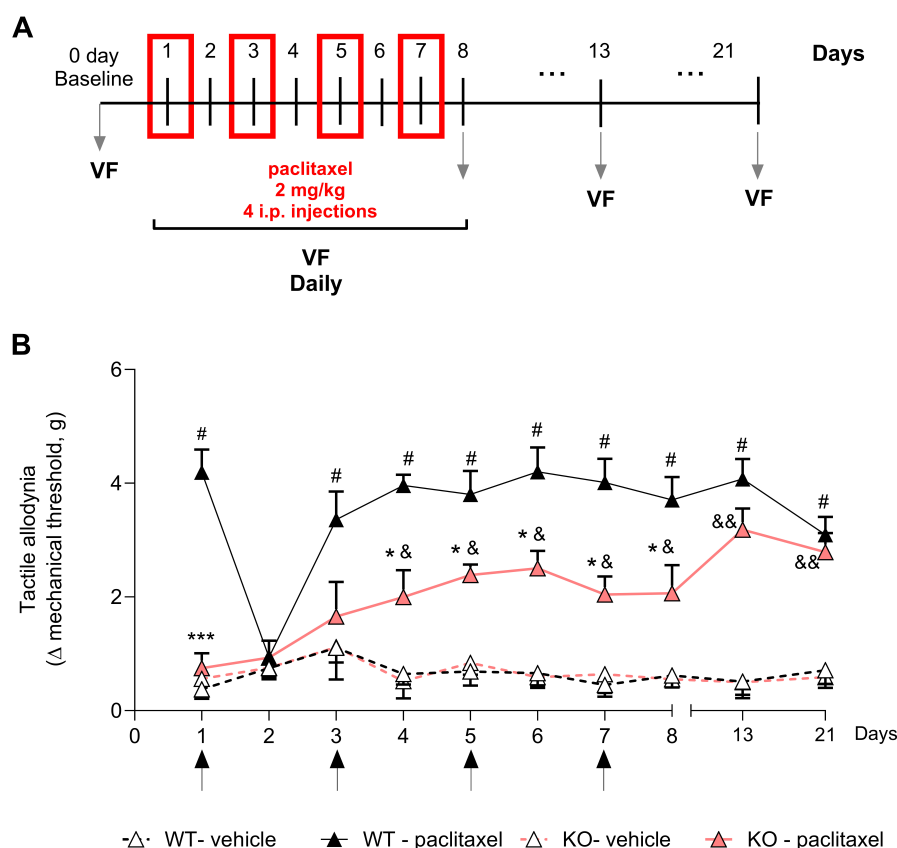 A
0 day
Baseline
1 2 3 4 5 6 7 8 ... 13 ... 21 Days
VF
VF
VF
paclitaxel
2 mg/kg
4 i.p. injections
VF
Daily
B
Tactile allodynia
(Δ mechanical threshold, g)
6
4
2
0
# # # # # # # # #
&& &&
* & * & * & * & * &
***
0 1 2 3 4 5 6 7 8 13 21 Days
WT- vehicle WT - paclitaxel KO- vehicle KO - paclitaxel